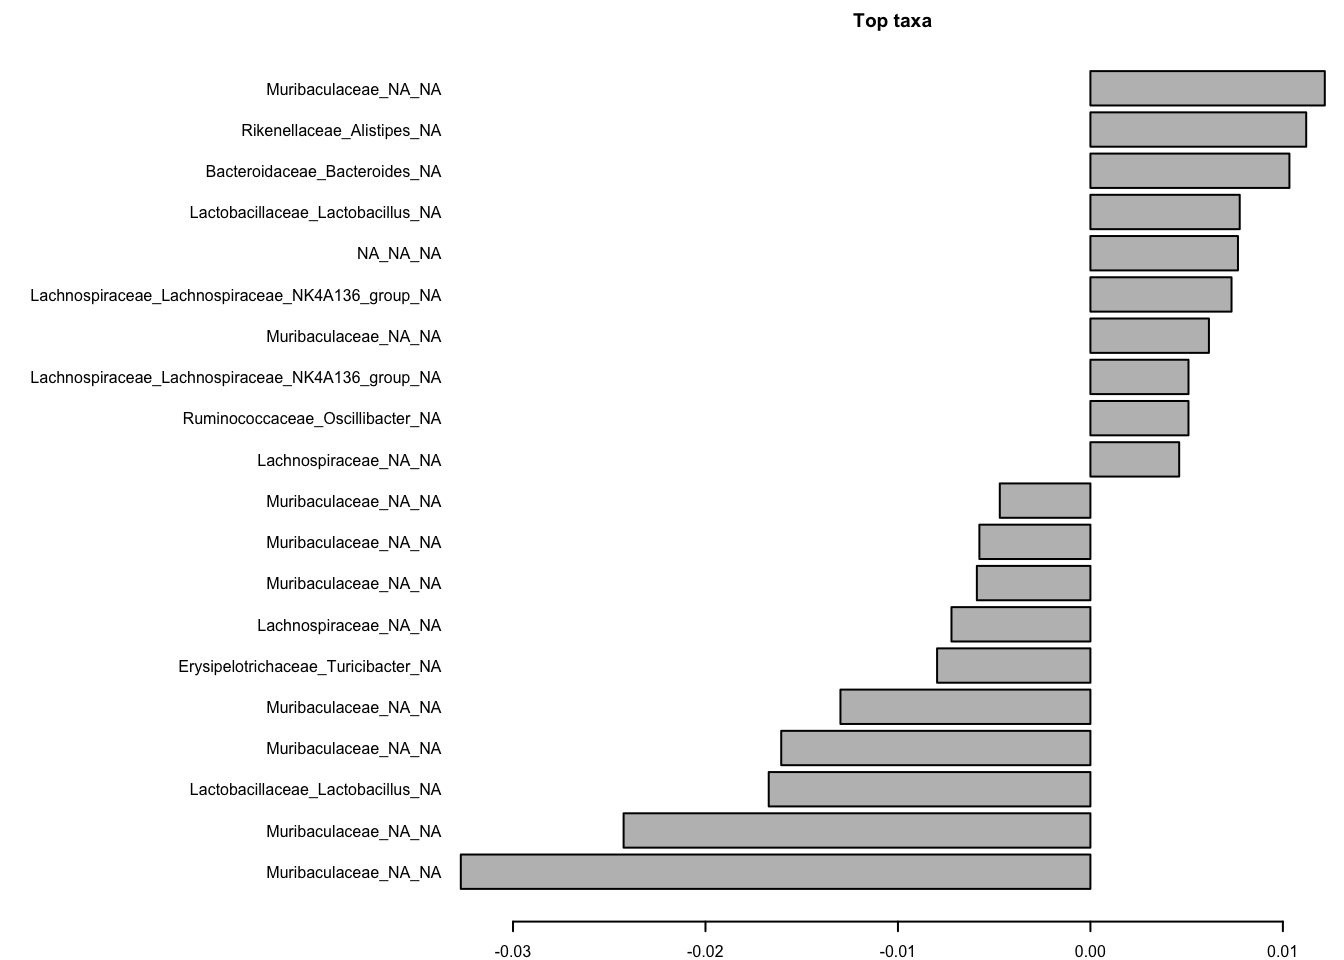 Top taxa
Muribaculaceae_NA_NA
Rikenellaceae_Alistipes_NA
Bacteroidaceae_Bacteroides_NA
Lactobacillaceae_Lactobacillus_NA
NA_NA_NA
Lachnospiraceae_Lachnospiraceae_NK4A136_group_NA
Muribaculaceae_NA_NA
Lachnospiraceae_Lachnospiraceae_NK4A136_group_NA
Ruminococcaceae_Oscillibacter_NA
Lachnospiraceae_NA_NA
Muribaculaceae_NA_NA
Muribaculaceae_NA_NA
Muribaculaceae_NA_NA
Lachnospiraceae_NA_NA
Erysipelotrichaceae_Turicibacter_NA
Muribaculaceae_NA_NA
Muribaculaceae_NA_NA
Lactobacillaceae_Lactobacillus_NA
Muribaculaceae_NA_NA
Muribaculaceae_NA_NA
-0.03 -0.02 -0.01 0.00 0.01